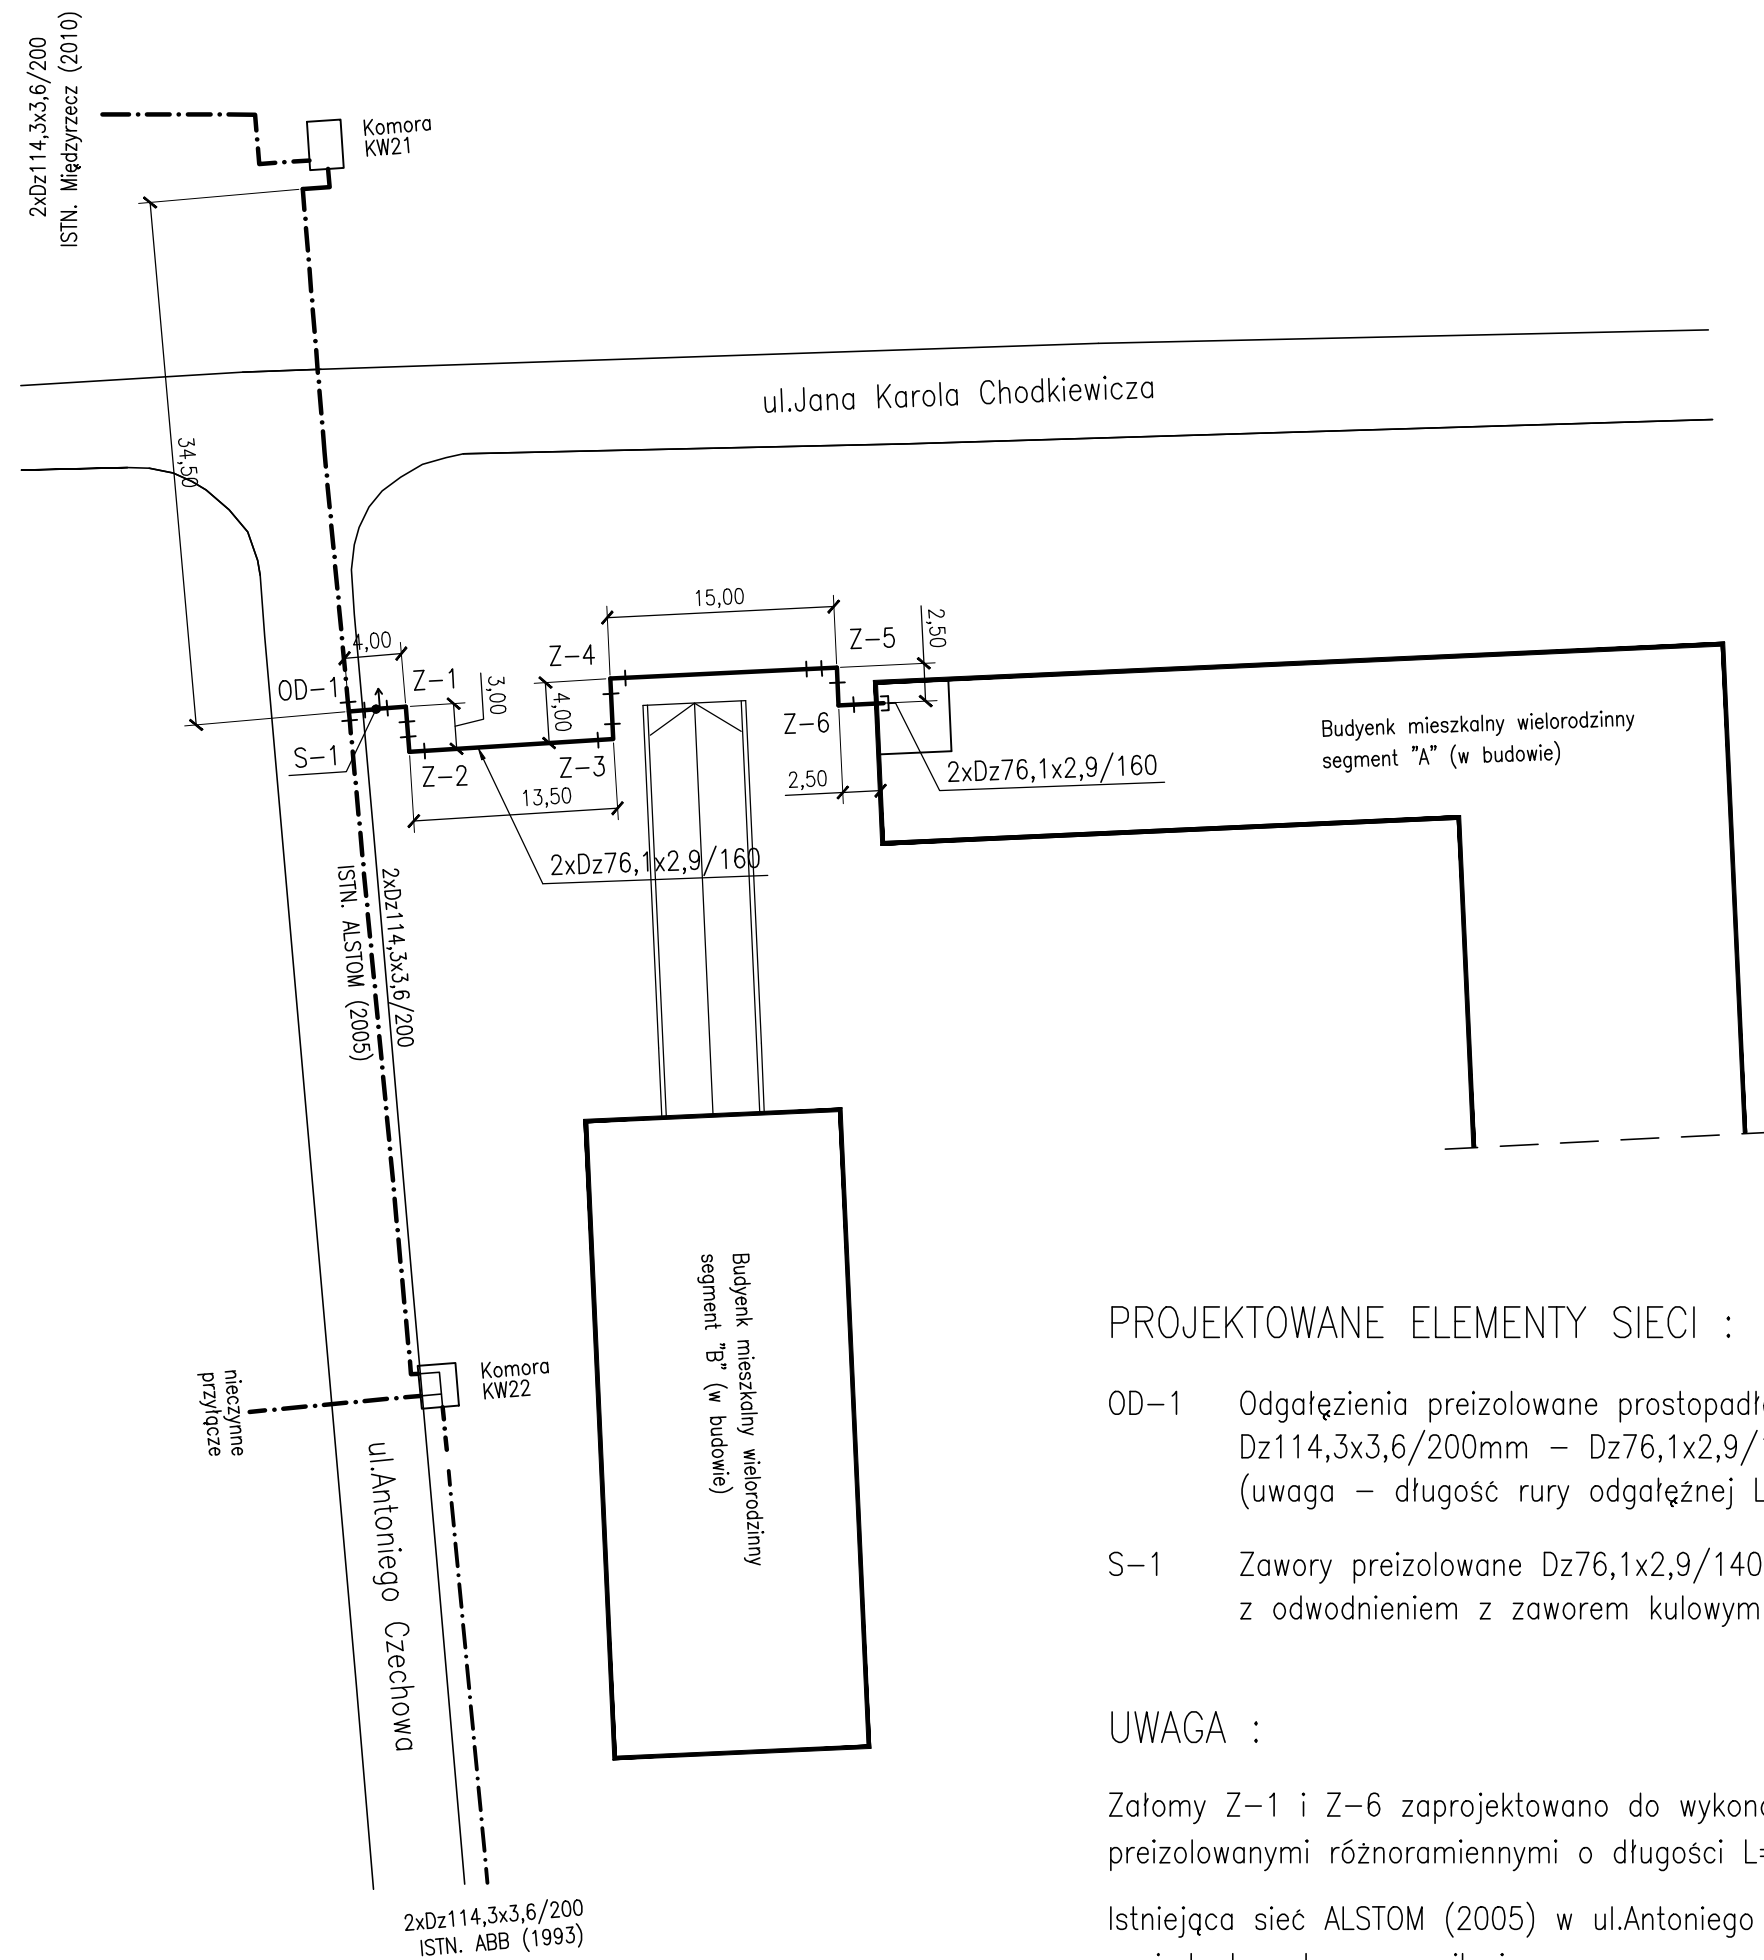 2xDz114,3x3,6/200
ISTN. Międzyrzecz (2010)
Komora
KW21
34,50
ul.Jana Karola Chodkiewicza
15,00
4,00
Z-4
Z-5
2,50
OD-1
Z-1
3,00
4,00
S-1
Z-2
Z-3
Z-6
13,50
2,50
2xDz76,1x2,9/160
2xDz76,1x2,9/160
Budyenk mieszkalny wielorodzinny
segment "A" (w budowie)
2xDz114,3x3,6/200
ISTN. ALSTOM (2005)
Budyenk mieszkalny wielorodzinny
segment "B" (w budowie)
Komora
KW22
nieczynne
przyłącze
ul.Antoniego Czechowa
2xDz114,3x3,6/200
ISTN. ABB (1993)
PROJEKTOWANE ELEMENTY SIECI :
OD-1 Odgałęzienia preizolowane
Dz114,3x3,6/200mm – Dz76,1x2,9/
(uwaga – długość rury odgałęźnej L
S-1 Zawory preizolowane Dz76,1x2,9/140
z odwodnieniem z zaworem kulowym
UWAGA :
Załomy Z-1 i Z-6 zaprojektowano do
preizolowanymi różnoramiennymi o długości L=
Istniejąca sieć ALSTOM (2005) w ul.Antoniego